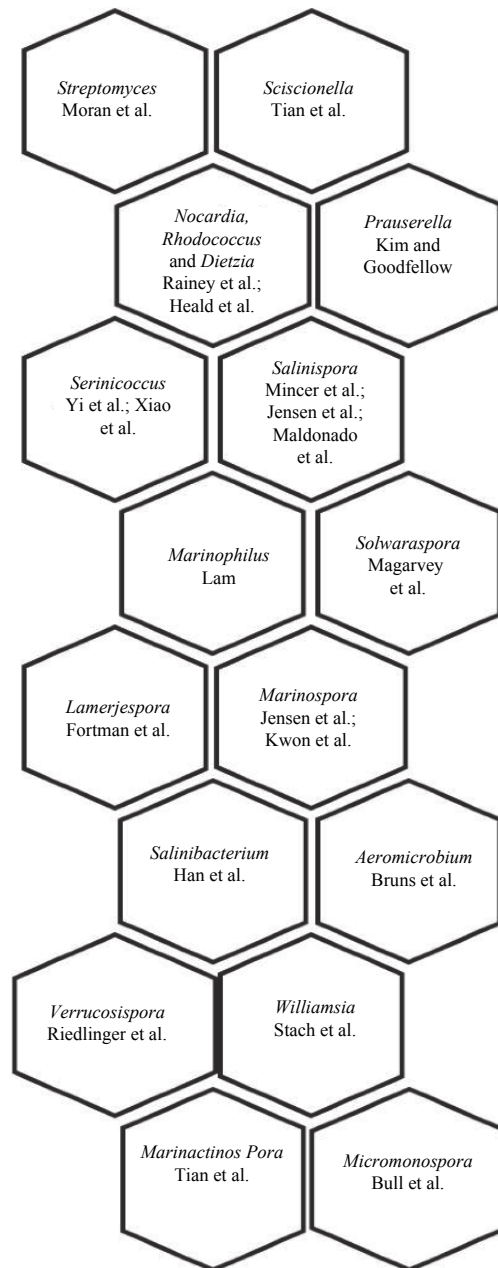 Streptomyces
Moran et al.
Sciscionella
Tian et al.
Nocardia,
Rhodococcus
and Dietzia
Rainey et al.;
Heald et al.
Prauserella
Kim and
Goodfellow
Serinicoccus
Yi et al.; Xiao
et al.
Salinispora
Mincer et al.;
Jensen et al.;
Maldonado
et al.
Marinophilus
Lam
Solwaraspora
Magarvey
et al.
Lamerjespora
Fortman et al.
Marinospora
Jensen et al.;
Kwon et al.
Salinibacterium
Han et al.
Aeromicrobium
Bruns et al.
Verrucosispora
Riedlinger et al.
Williamsia
Stach et al.
Marinactinos Pora
Tian et al.
Micromonospora
Bull et al.